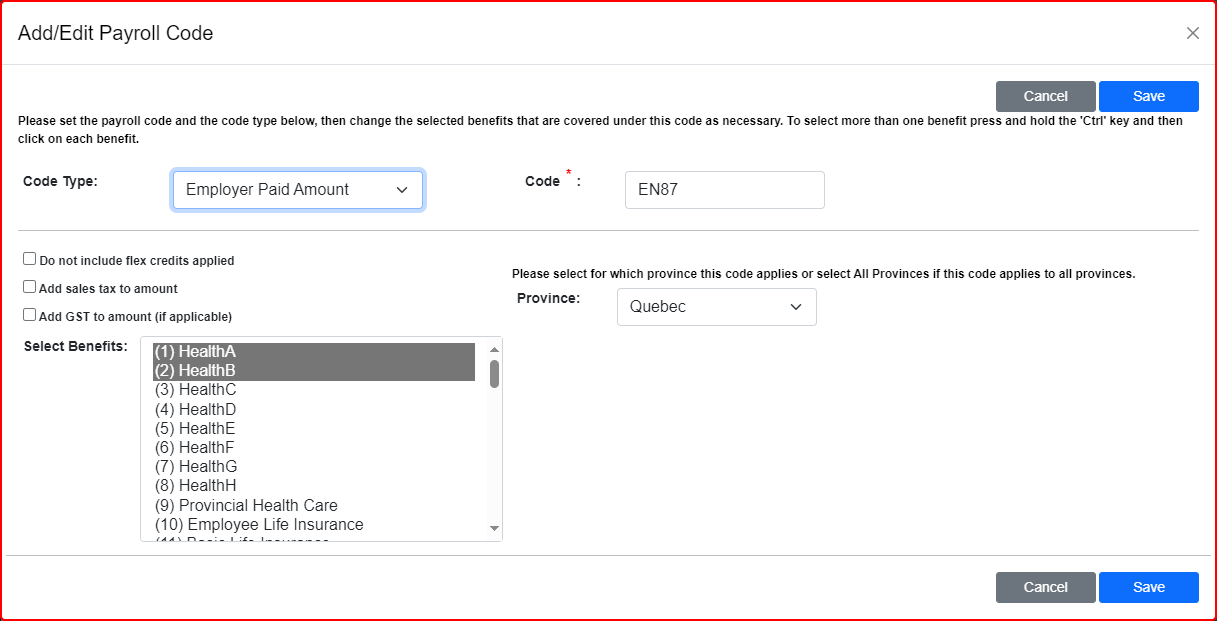 Add/Edit Payroll Code
Cancel Save
Please set the payroll code and the code type below, then change the selected benefits that are covered under this code as necessary. To select more than one benefit press and hold the 'Ctrl' key and then
click on each benefit.
Code Type: Employer Paid Amount Code * : EN87
Do not include flex credits applied
Add sales tax to amount
Add GST to amount (if applicable)
Please select for which province this code applies or select All Provinces if this code applies to all provinces.
Province: Quebec
Select Benefits:
(1) HealthA
(2) HealthB
(3) HealthC
(4) HealthD
(5) HealthE
(6) HealthF
(7) HealthG
(8) HealthH
(9) Provincial Health Care
(10) Employee Life Insurance
(11) Basic Life Insurance
Cancel Save